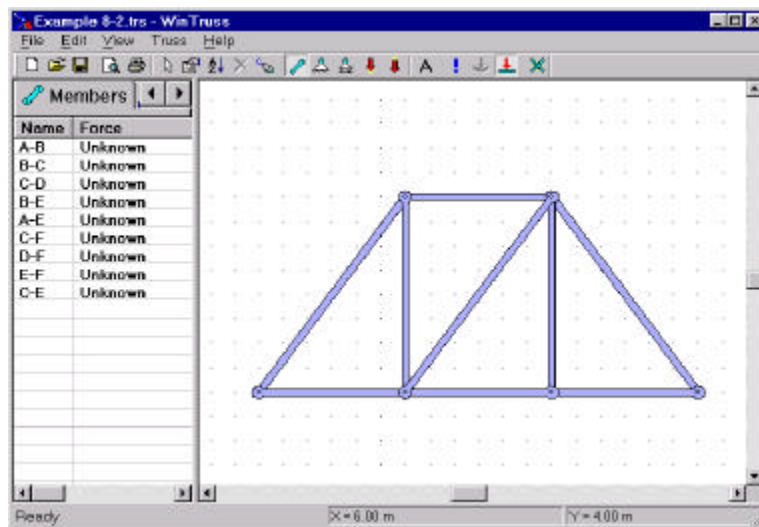 Example 8-2.trs - WinTruss
File Edit View Truss Help
A !
Members
Name Force
A-B Unknown
B-C Unknown
C-D Unknown
B-E Unknown
A-E Unknown
C-F Unknown
D-F Unknown
E-F Unknown
C-E Unknown
Ready X = 6.00 m Y = 4.00 m